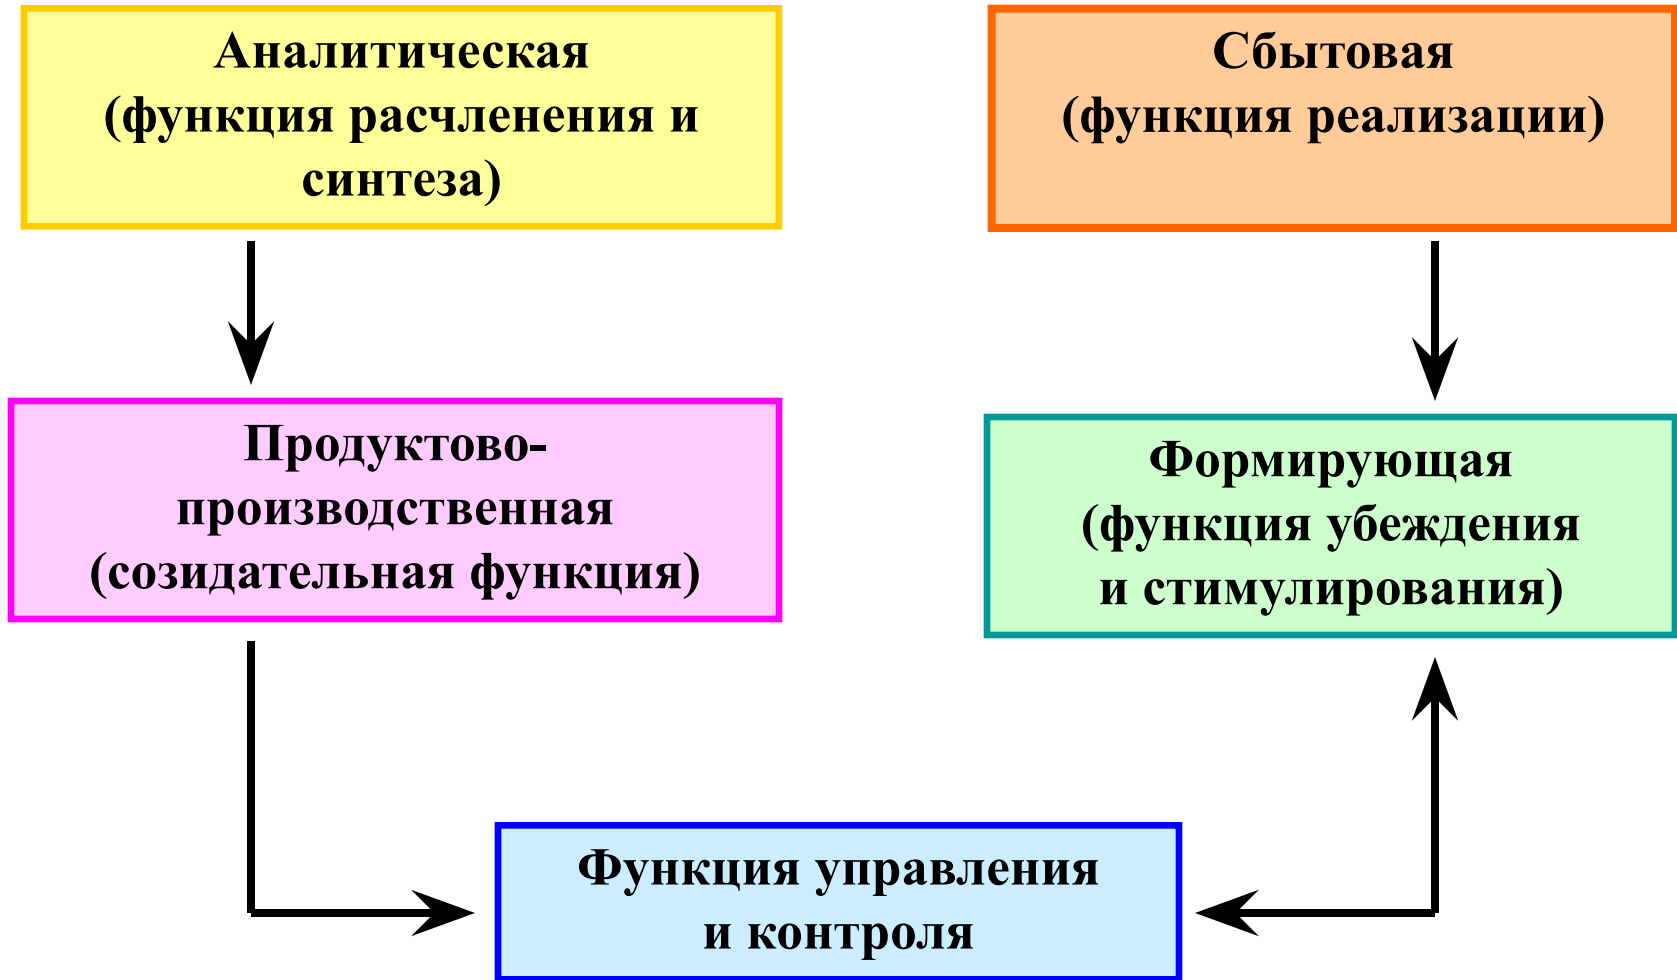 Аналитическая
(функция расчленения и
синтеза)
Сбытовая
(функция реализации)
Продуктово-
производственная
(созидательная функция)
Формирующая
(функция убеждения
и стимулирования)
Функция управления
и контроля